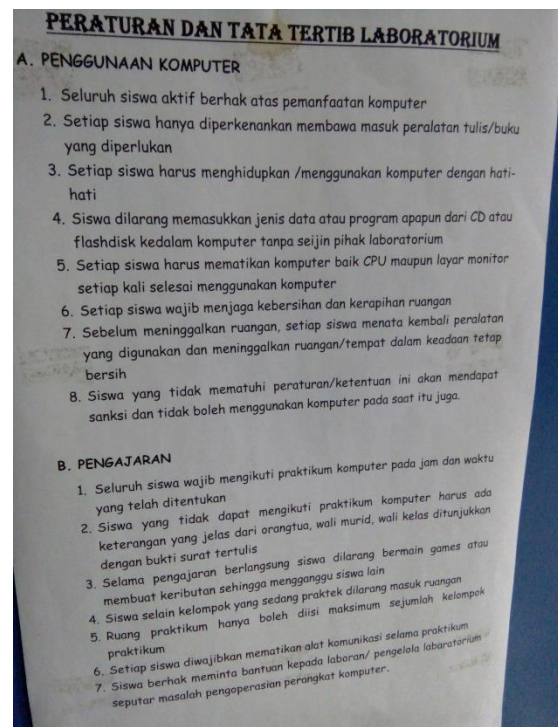 PERATURAN DAN TATA TERTIB LABORATORIUM
A. PENGGUNAAN KOMPUTER
1. Seluruh siswa aktif berhak atas pemanfaatan komputer
2. Setiap siswa hanya diperkenankan membawa masuk peralatan tulis/buku
yang diperlukan
3. Setiap siswa harus menghidupkan /menggunakan komputer dengan hati-
hati
4. Siswa dilarang memasukkan jenis data atau program apapun dari CD atau
flashdisk kedalam komputer tanpa seijin pihak laboratorium
5. Setiap siswa harus mematikan komputer baik CPU maupun layar monitor
setiap kali selesai menggunakan komputer
6. Setiap siswa wajib menjaga kebersihan dan kerapihan ruangan
7. Sebelum meninggalkan ruangan, setiap siswa menata kembali peralatan
yang digunakan dan meninggalkan ruangan/tempat dalam keadaan tetap
bersih
8. Siswa yang tidak mematuhi peraturan/ketentuan ini akan mendapat
sanksi dan tidak boleh menggunakan komputer pada saat itu juga.
B. PENGAJARAN
1. Seluruh siswa wajib mengikuti praktikum komputer pada jam dan waktu
yang telah ditentukan
2. Siswa yang tidak dapat mengikuti praktikum komputer harus ada
keterangan yang jelas dari orangtua, wali murid, wali kelas ditunjukkan
dengan bukti surat tertulis
3. Selama pengajaran berlangsung siswa dilarang bermain games atau
membuat keributan sehingga mengganggu siswa lain
4. Siswa selain kelompok yang sedang praktek dilarang masuk ruangan
5. Ruang praktikum hanya boleh diisi maksimum sejumlah kelompok
praktikum
6. Setiap siswa diwajibkan mematikan alat komunikasi selama praktikum
7. Siswa berhak meminta bantuan kepada laboran/ pengelola labaratorium
seputar masalah pengoperasian perangkat komputer.